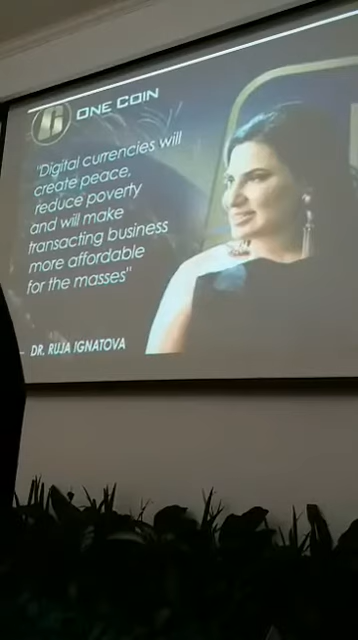 ONE COIN
"Digital currencies will
create peace,
reduce poverty
and will make
transacting business
more affordable
for the masses"
DR. RUJA IGNATOVA